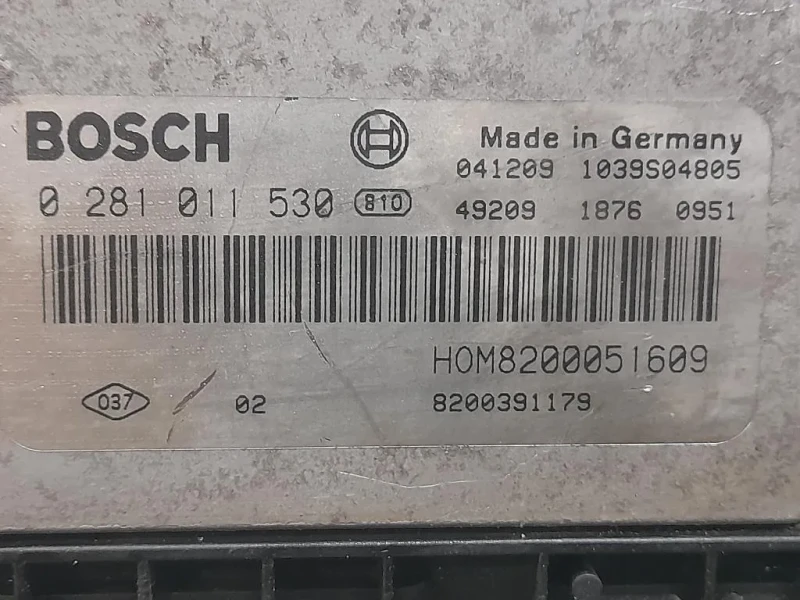 BOSCH
Made in Germany
041209 1039S04805
0 281 011 530 810
49209 1876 0951
HOM8200051609
037 02 8200391179